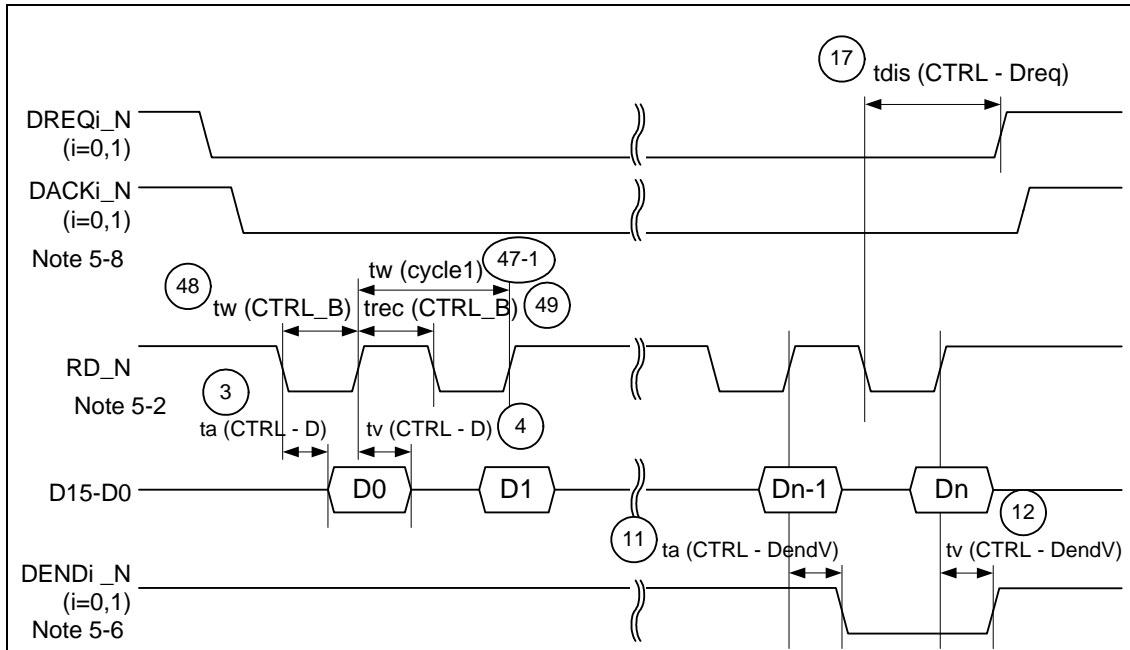 17
tdis (CTRL - Dreq)
DREQi_N
(i=0,1)
DACKi_N
(i=0,1)
Note 5-8
48
tw (cycle1)
47-1
tw (CTRL_B)
trec (CTRL_B)
49
RD_N
Note 5-2
3
ta (CTRL - D)
tv (CTRL - D)
4
D15-D0
D0
D1
Dn-1
Dn
11
ta (CTRL - DendV)
12
tv (CTRL - DendV)
DENDi _N
(i=0,1)
Note 5-6